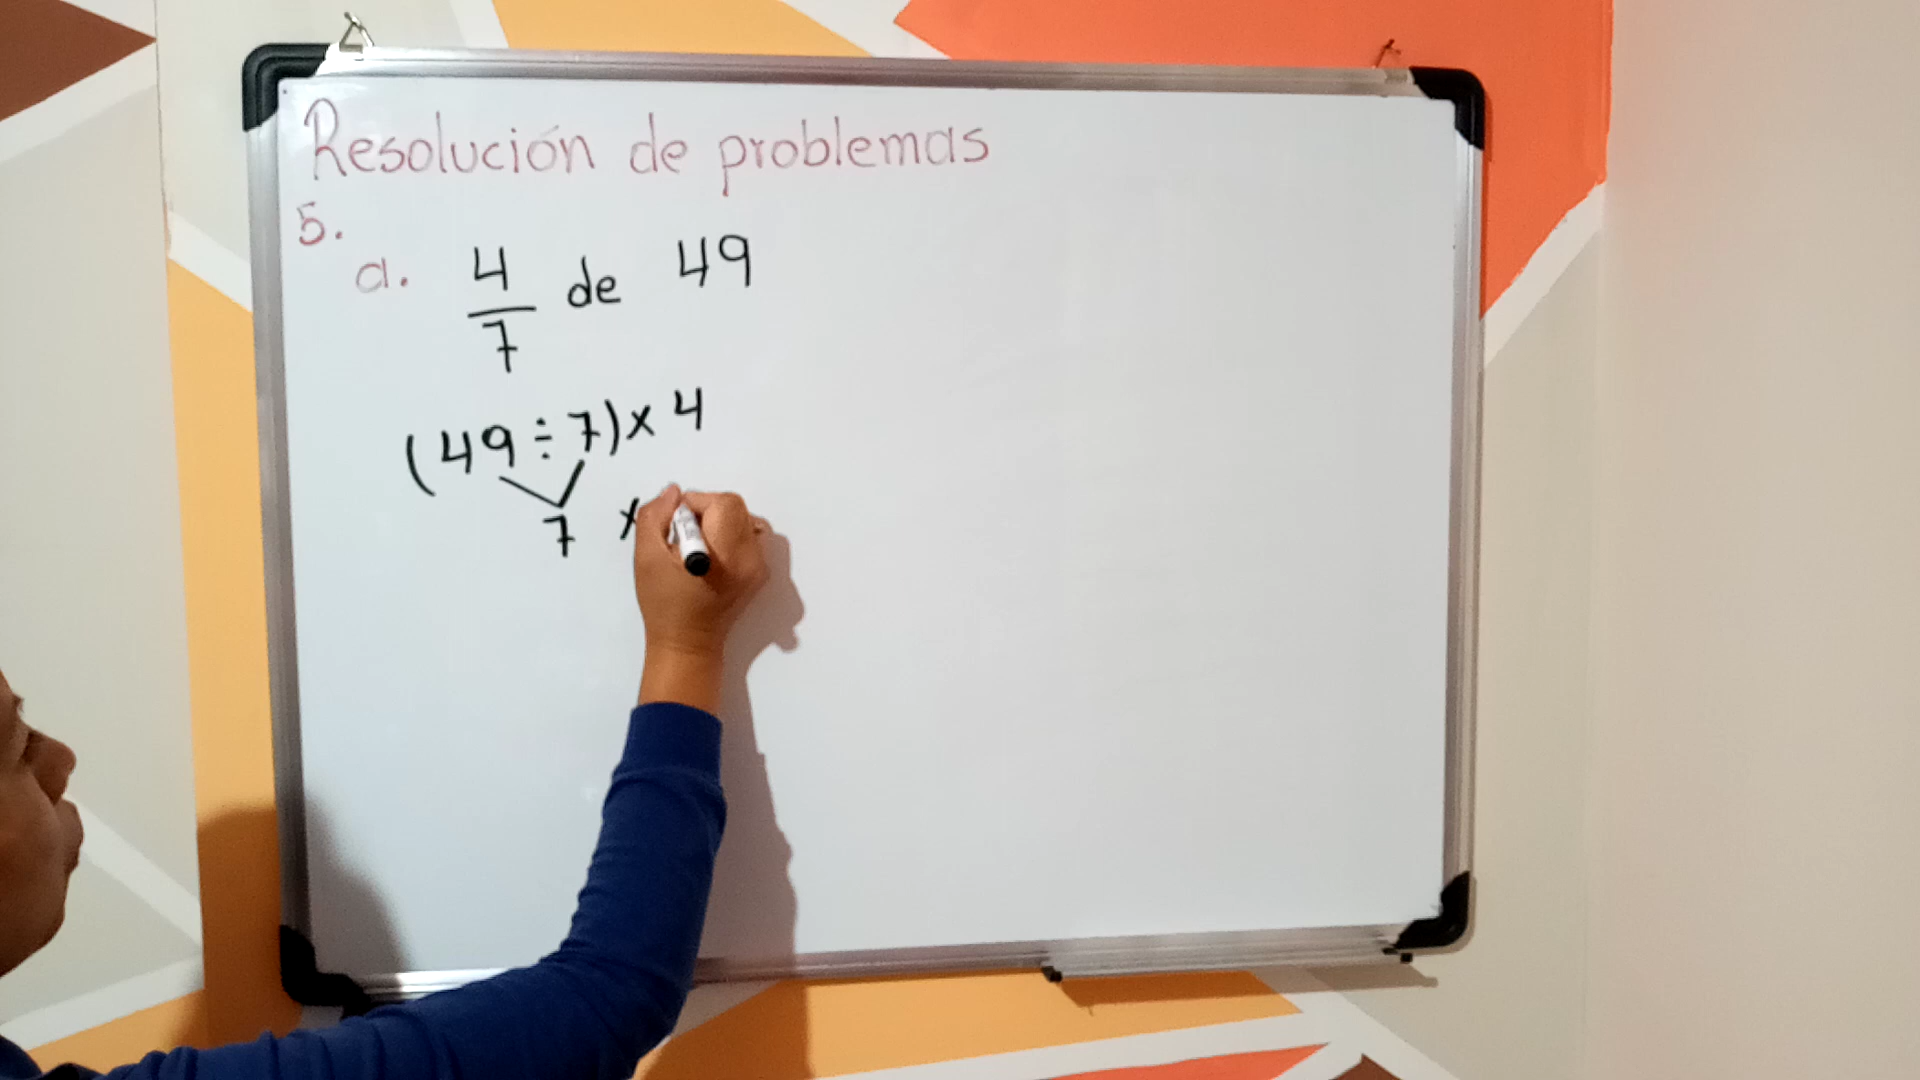 Resolución de problemas
5.
a. 4/7 de 49
(49÷7)x 4
7 x